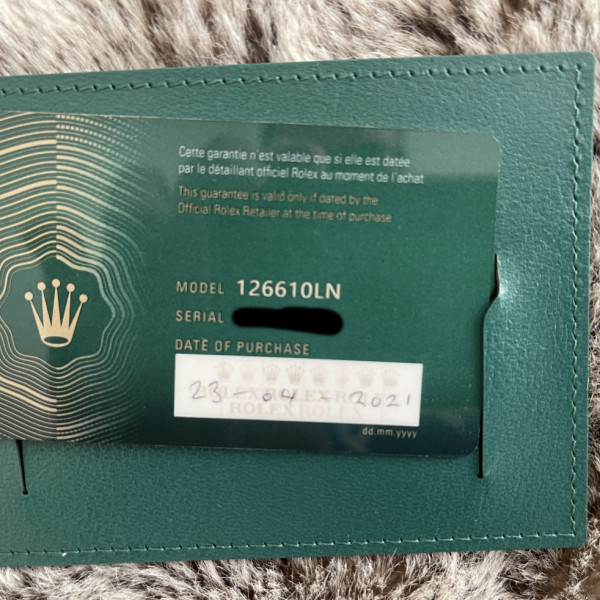 Cette garantie n'est valable que si elle est datée
par le détaillant officiel Rolex au moment de l'achat
This guarantee is valid only if dated by the
Official Rolex Retailer at the time of purchase
MODEL 126610LN
SERIAL
DATE OF PURCHASE
ROLEX ROLEX ROLEX
23 - 04 - 2021
ROLEX ROLEX
dd.mm.yyyy